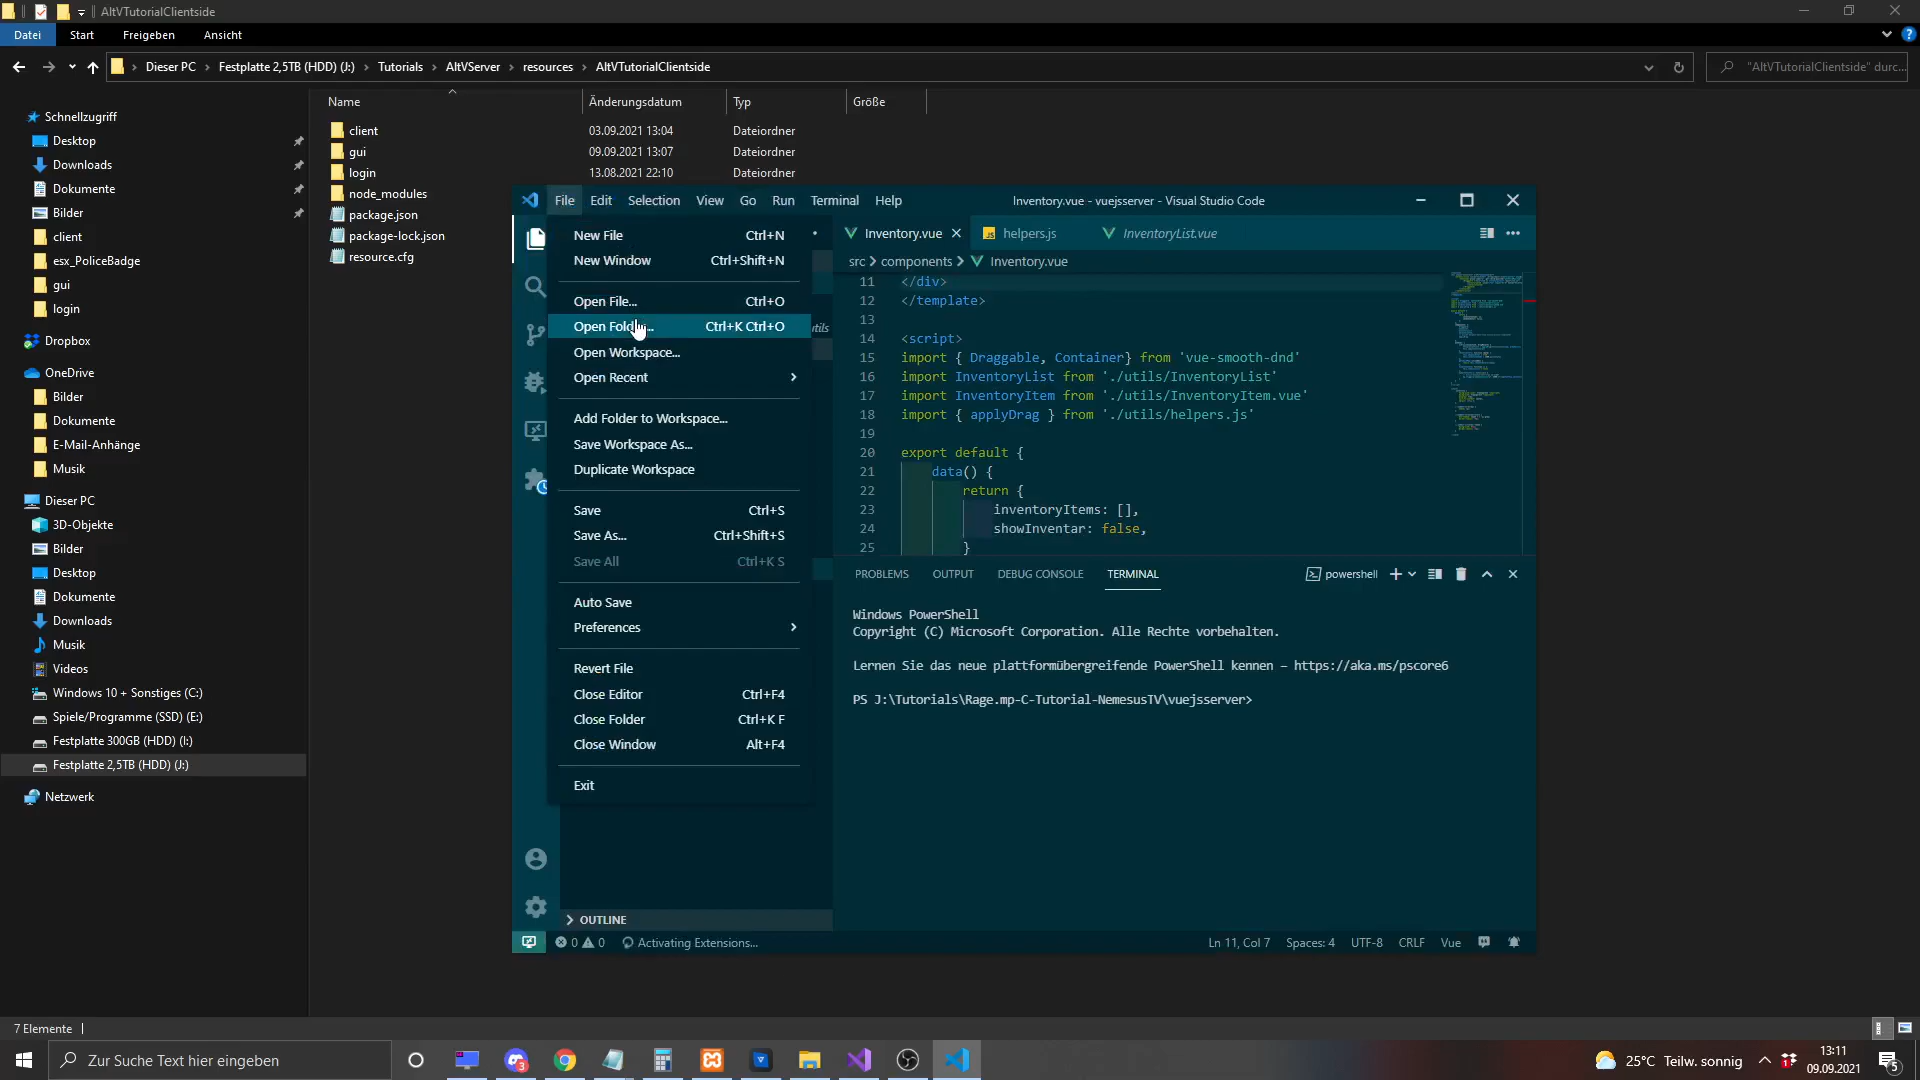 AltVTutorialClientside
Datei Start Freigeben Ansicht
Dieser PC Festplatte 2,5TB (HDD) (J:) Tutorials AltVServer resources AltVTutorialClientside
"AltVTutorialClientside" durc...
Name Änderungsdatum Typ Größe
client 03.09.2021 13:04 Dateiordner
gui 09.09.2021 13:07 Dateiordner
login 13.08.2021 22:10 Dateiordner
node_modules
package.json
package-lock.json
resource.cfg
Schnellzugriff
Desktop
Downloads
Dokumente
Bilder
client
esx_PoliceBadge
gui
login
Dropbox
OneDrive
Bilder
Dokumente
E-Mail-Anhänge
Musik
Dieser PC
3D-Objekte
Bilder
Desktop
Dokumente
Downloads
Musik
Videos
Windows 10 + Sonstiges (C:)
Spiele/Programme (SSD) (E:)
Festplatte 300GB (HDD) (I:)
Festplatte 2,5TB (HDD) (J:)
Netzwerk
File Edit Selection View Go Run Terminal Help
Inventory.vue - vuejsserver - Visual Studio Code
New File Ctrl+N
New Window Ctrl+Shift+N
Open File... Ctrl+O
Open Ctrl+K Ctrl+O
Open Workspace...
Open Recent
Add Folder to Workspace...
Save Workspace As...
Duplicate Workspace
Save Ctrl+S
Save As... Ctrl+Shift+S
Save All Ctrl+K S
Auto Save
Preferences
Revert File
Close Editor Ctrl+F4
Close Folder Ctrl+K F
Close Window Alt+F4
Exit
utils
OUTLINE
Inventory.vue helpers.js InventoryList.vue
src components Inventory.vue
11 </div>
12 </template>
13
14 <script>
15 import { Draggable, Container} from 'vue-smooth-dnd'
16 import InventoryList from './utils/InventoryList'
17 import InventoryItem from './utils/InventoryItem.vue'
18 import { applyDrag } from './utils/helpers.js'
19
20 export default {
21 data() {
22 return {
23 inventoryItems: [],
24 showInventar: false,
25 }
PROBLEMS OUTPUT DEBUG CONSOLE TERMINAL powershell
Windows PowerShell
Copyright (C) Microsoft Corporation. Alle Rechte vorbehalten.
Lernen Sie das neue plattformübergreifende PowerShell kennen – https://aka.ms/pscore6
PS J:\Tutorials\Rage.mp-C-Tutorial-NemesusTV\vuejsserver>
0 0 Activating Extensions... Ln 11, Col 7 Spaces: 4 UTF-8 CRLF Vue
7 Elemente
Zur Suche Text hier eingeben
3
25°C Teilw. sonnig
13:11
09.09.2021
5